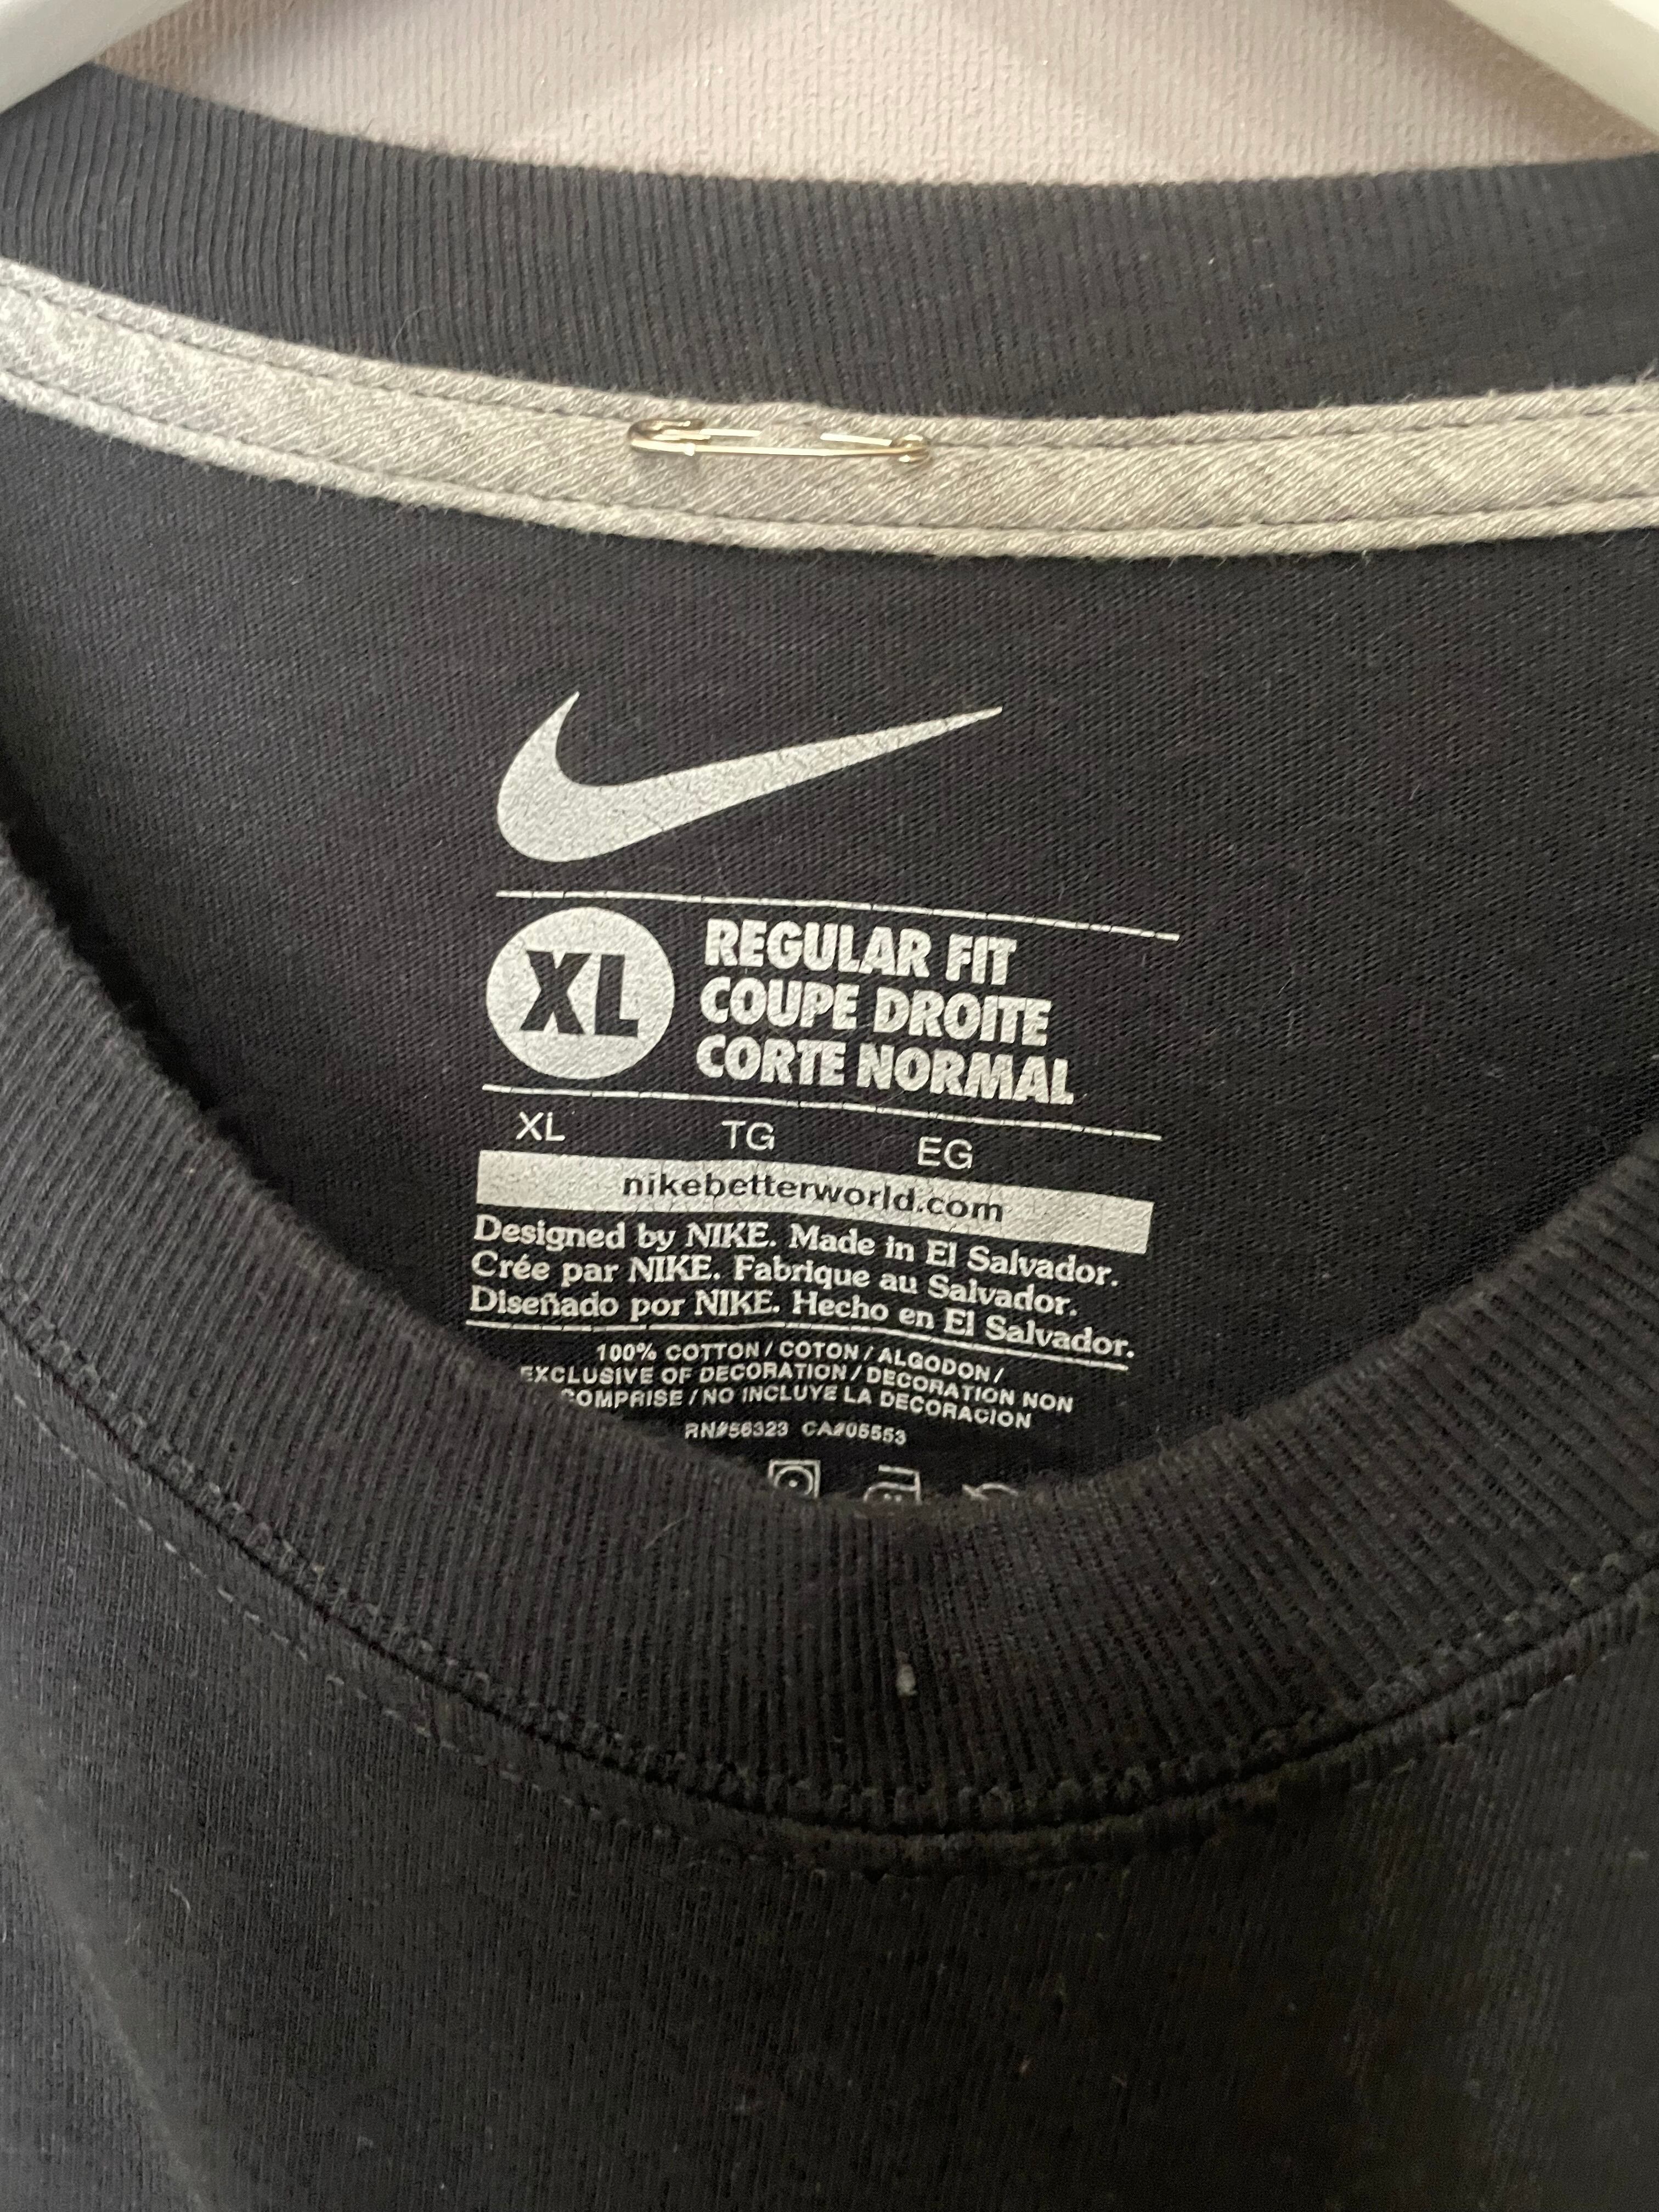 XL
REGULAR FIT
COUPE DROITE
CORTE NORMAL
XL TG EG
nikebetterworld.com
Designed by NIKE. Made in El Salvador.
Crée par NIKE. Fabrique au Salvador.
Diseñado por NIKE. Hecho en El Salvador.
100% COTTON / COTON / ALGODON /
EXCLUSIVE OF DECORATION / DECORATION NON
COMPRISE / NO INCLUYE LA DECORACION
RN#56323 CA#05553